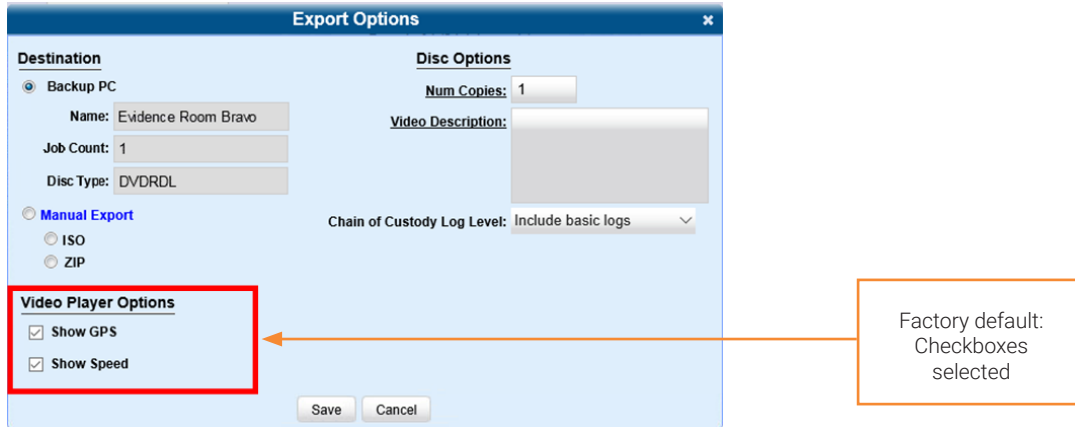 Export Options
Destination
Backup PC
Name: Evidence Room Bravo
Job Count: 1
Disc Type: DVDRDL
Manual Export
ISO
ZIP
Video Player Options
Show GPS
Show Speed
Disc Options
Num Copies: 1
Video Description:
Chain of Custody Log Level: Include basic logs
Save Cancel
Factory default:
Checkboxes
selected